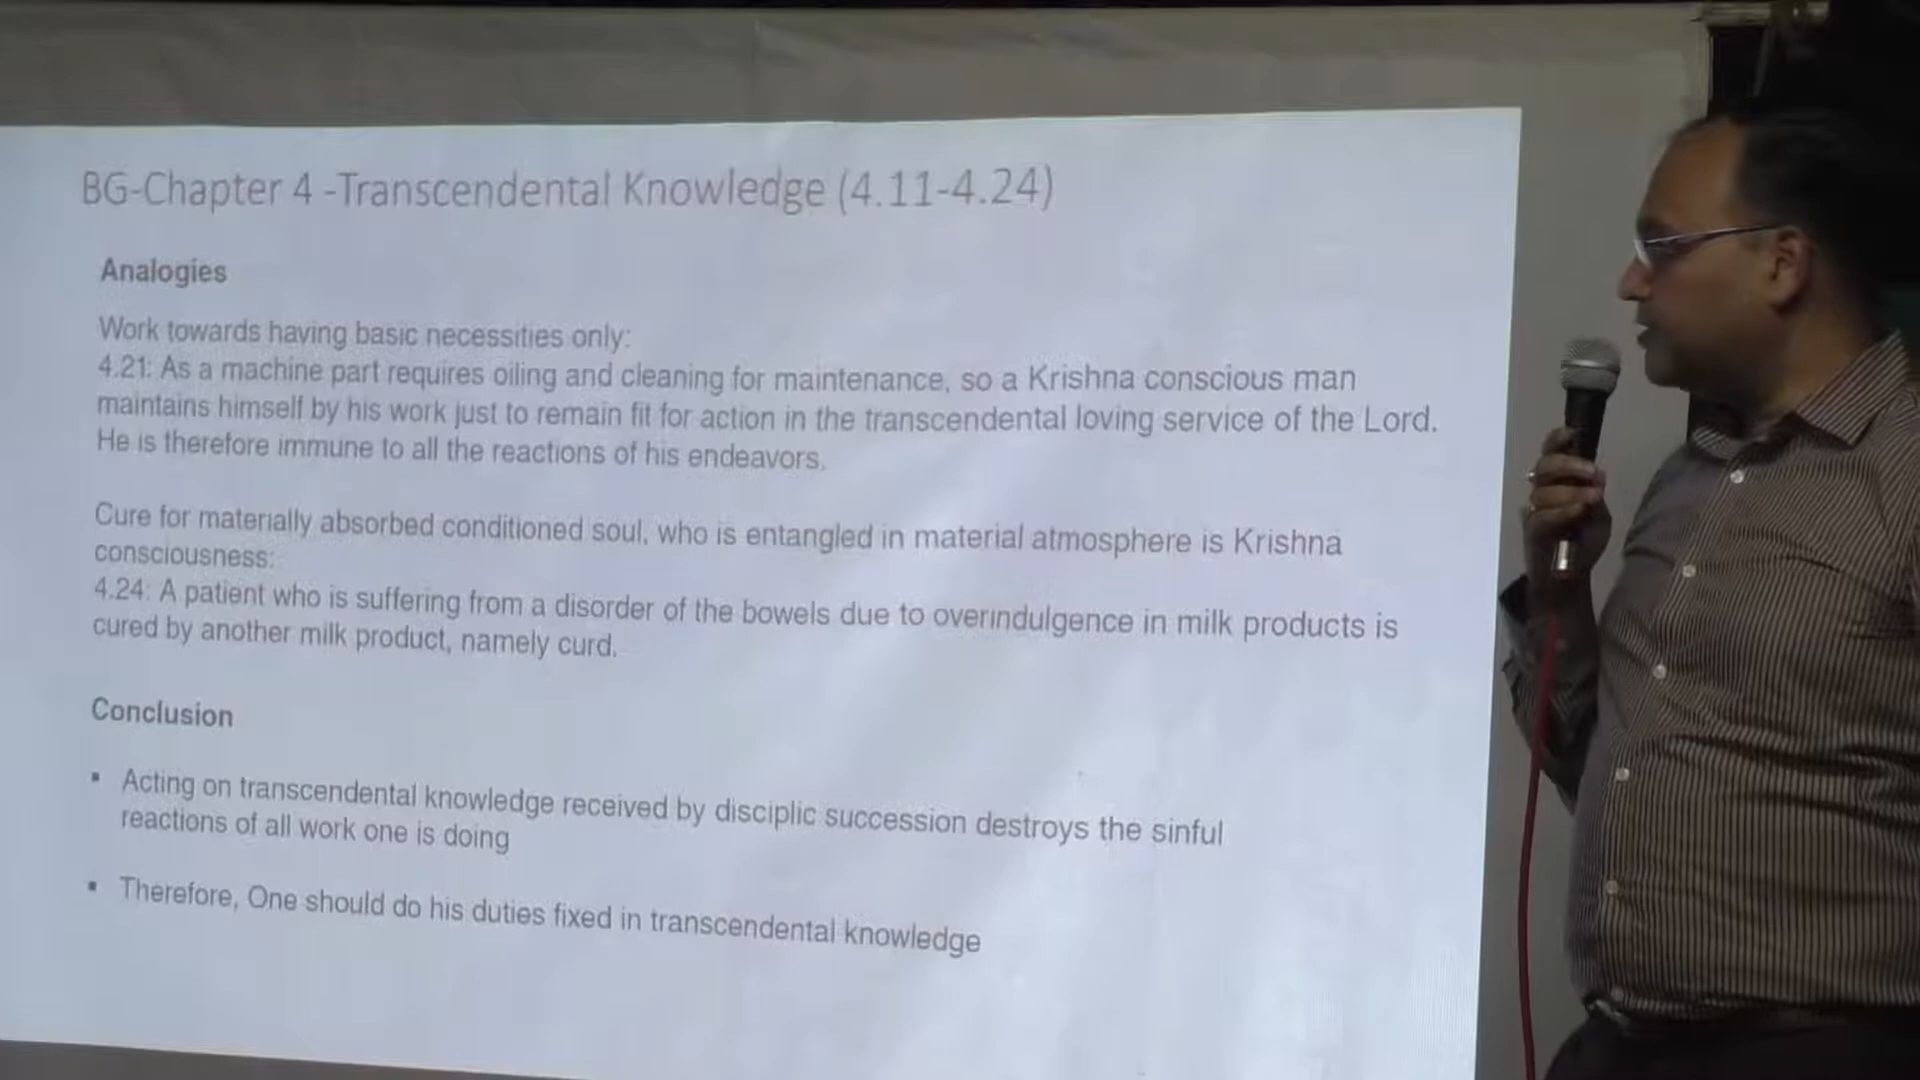 BG-Chapter 4 -Transcendental Knowledge (4.11-4.24)
Analogies
Work towards having basic necessities only:
4.21: As a machine part requires oiling and cleaning for maintenance, so a Krishna conscious man
maintains himself by his work just to remain fit for action in the transcendental loving service of the Lord.
He is therefore immune to all the reactions of his endeavors.
Cure for materially absorbed conditioned soul, who is entangled in material atmosphere is Krishna
consciousness:
4.24: A patient who is suffering from a disorder of the bowels due to overindulgence in milk products is
cured by another milk product, namely curd.
Conclusion
▪ Acting on transcendental knowledge received by disciplic succession destroys the sinful
reactions of all work one is doing
▪ Therefore, One should do his duties fixed in transcendental knowledge